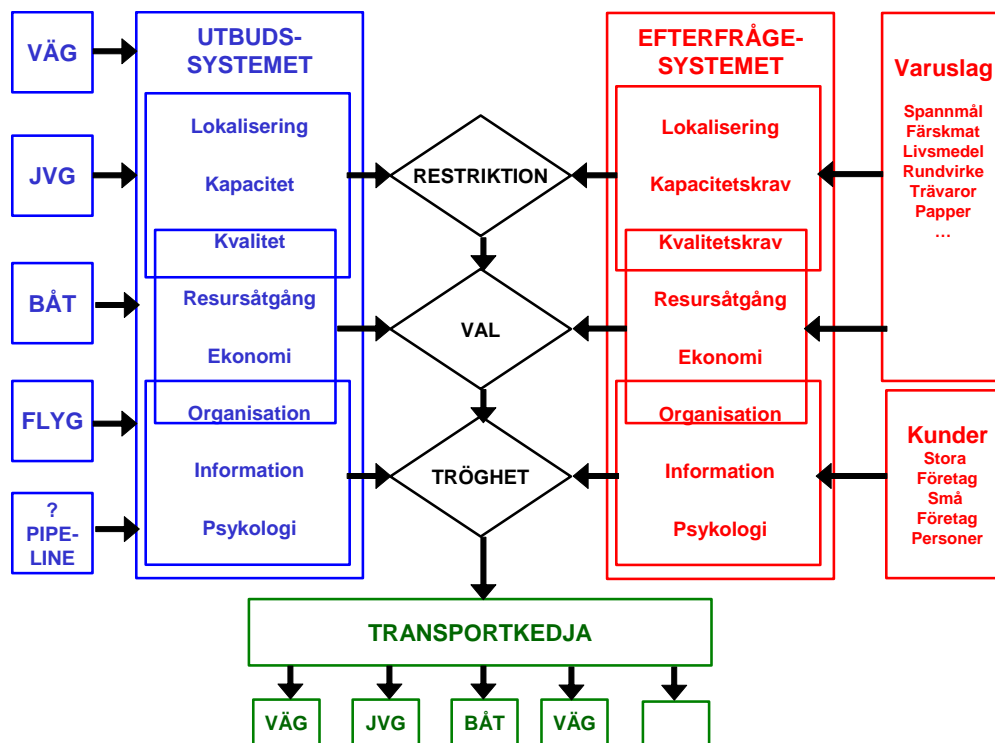 VÄG
JVG
BÅT
FLYG
?
PIPE-
LINE
UTBUDS-
SYSTEMET
Lokalisering
Kapacitet
Kvalitet
Resursåtgång
Ekonomi
Organisation
Information
Psykologi
RESTRIKTION
VAL
TRÖGHET
EFTERFRÅGE-
SYSTEMET
Lokalisering
Kapacitetskrav
Kvalitetskrav
Resursåtgång
Ekonomi
Organisation
Information
Psykologi
Varuslag
Spannmål
Färskmat
Livsmedel
Rundvirke
Trävaror
Papper
...
Kunder
Stora
Företag
Små
Företag
Personer
TRANSPORTKEDJA
VÄG
JVG
BÅT
VÄG